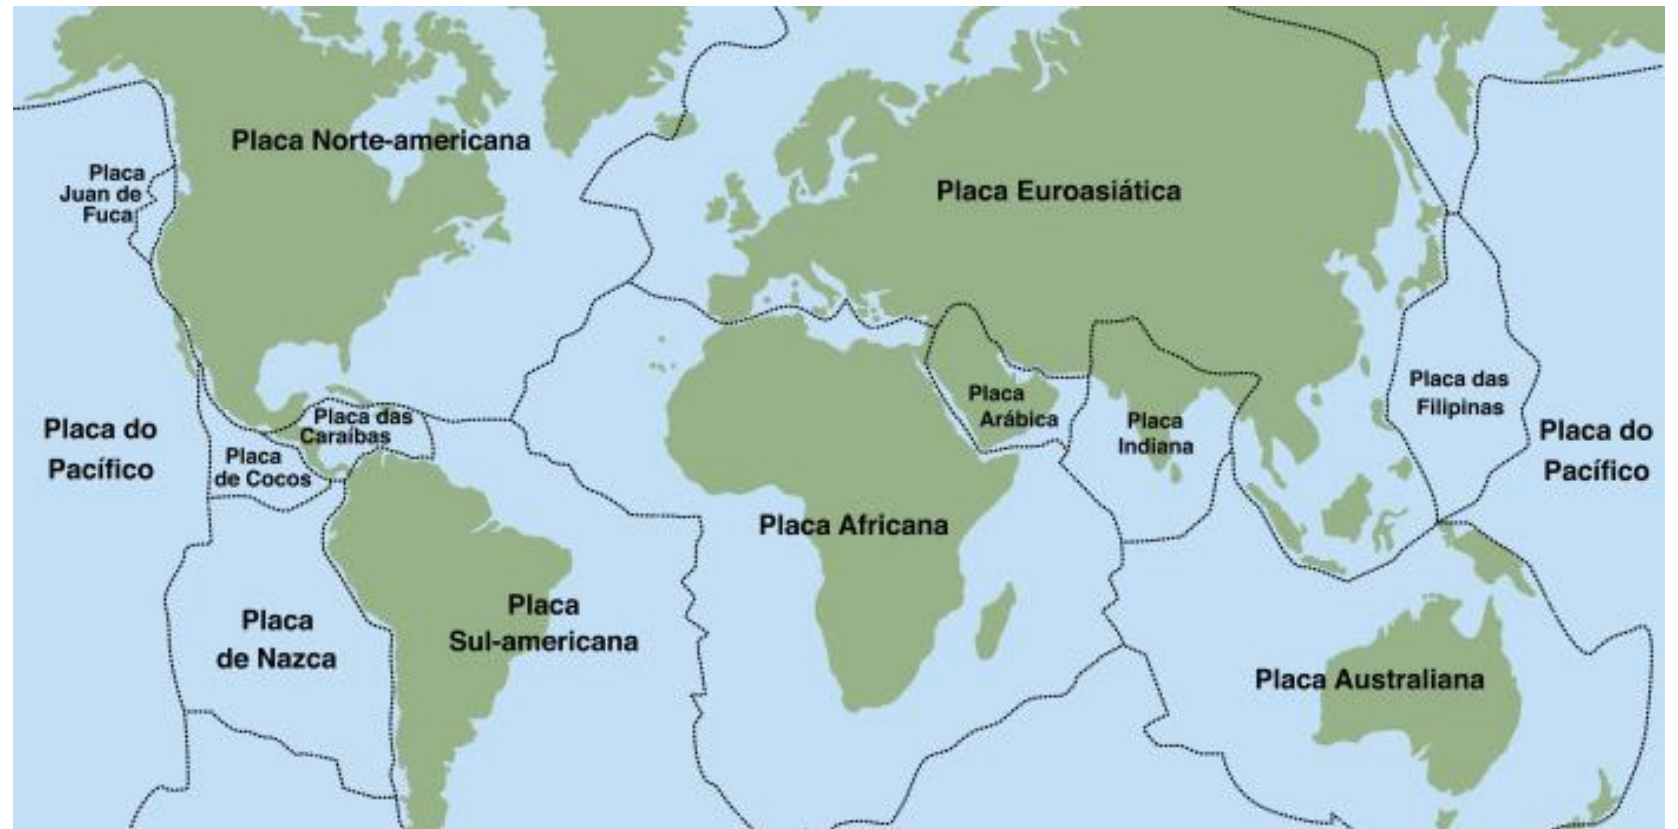 Placa Norte-americana
Placa
Juan de
Fuca
Placa Euroasiática
Placa do
Pacífico
Placa das
Caraíbas
Placa
de Cocos
Placa
Arábica
Placa
Indiana
Placa das
Filipinas
Placa do
Pacífico
Placa Africana
Placa
de Nazca
Placa
Sul-americana
Placa Australiana